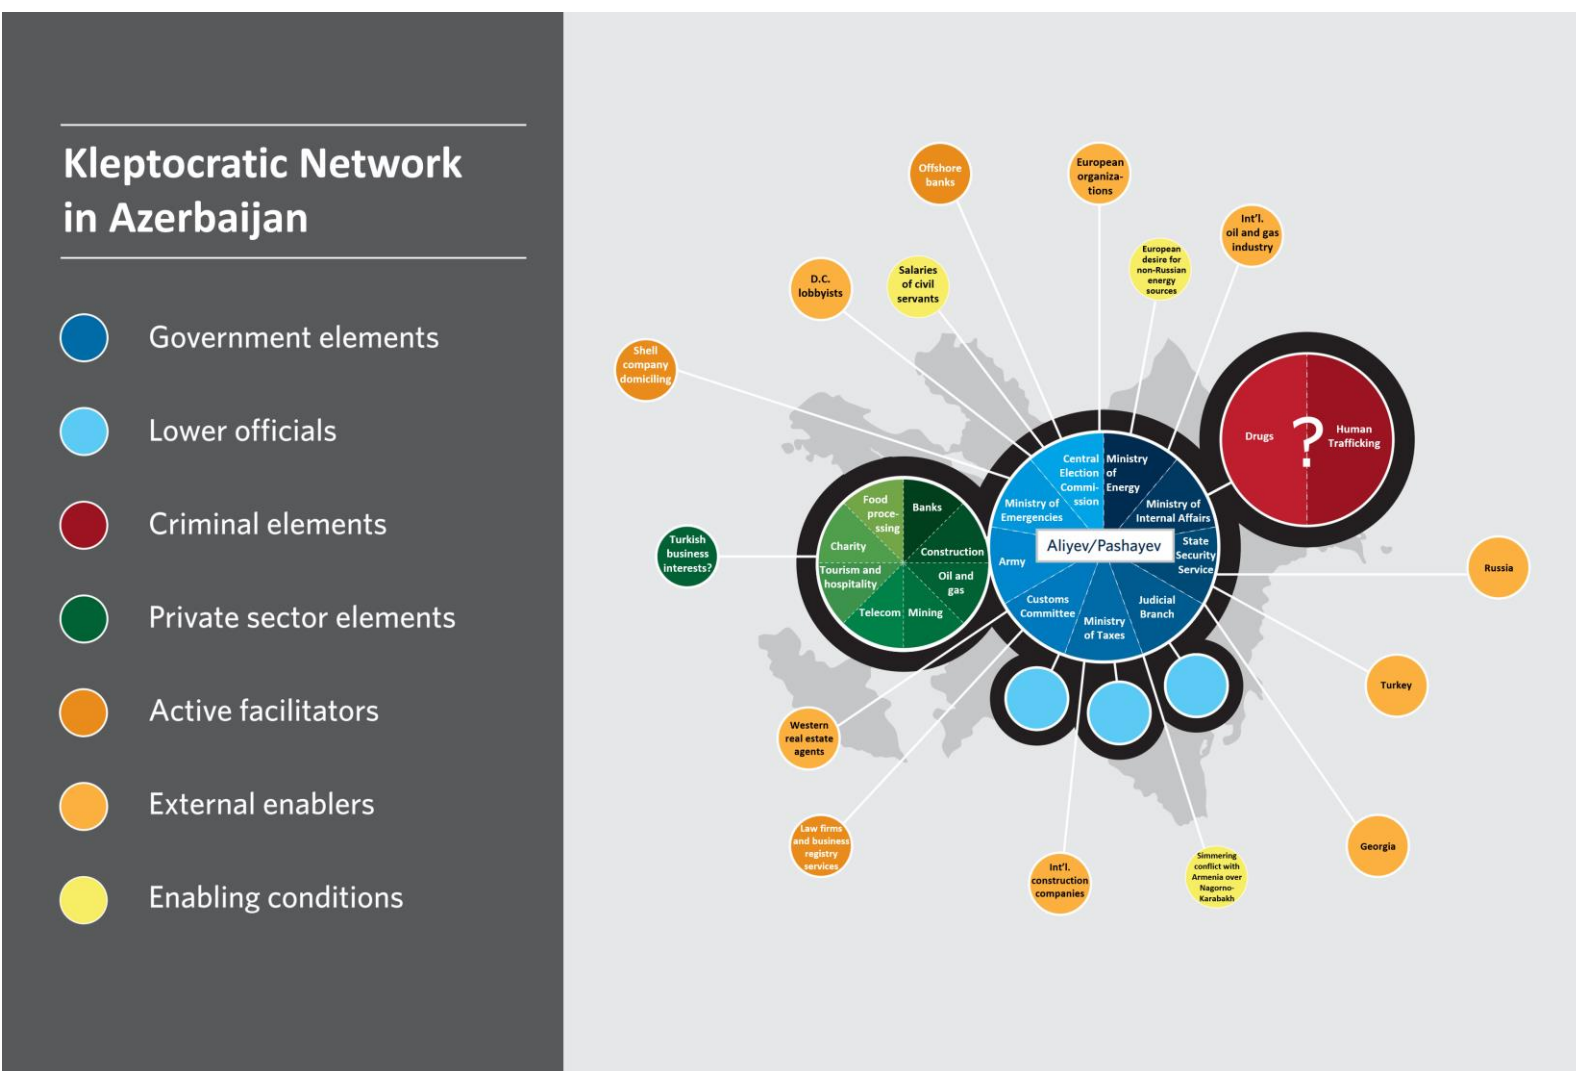 Kleptocratic Network
in Azerbaijan
Government elements
Lower officials
Criminal elements
Private sector elements
Active facilitators
External enablers
Enabling conditions
Offshore
banks
European
organiza-
tions
Int'l.
oil and gas
industry
European
desire for
non-Russian
energy
sources
Salaries
of civil
servants
D.C.
lobbyists
Shell
company
domiciling
Drugs
?
Human
Trafficking
Central
Election
Commi-
ssion
Ministry
of
Energy
Ministry of
Internal Affairs
State
Security
Service
Judicial
Branch
Ministry
of Taxes
Customs
Committee
Army
Ministry of
Emergencies
Aliyev/Pashayev
Food
proce-
ssing
Banks
Construction
Oil and
gas
Mining
Telecom
Tourism and
hospitality
Charity
Turkish
business
interests?
Russia
Turkey
Georgia
Western
real estate
agents
Law firms
and business
registry
services
Int'l.
construction
companies
Simmering
conflict with
Armenia over
Nagorno-
Karabakh